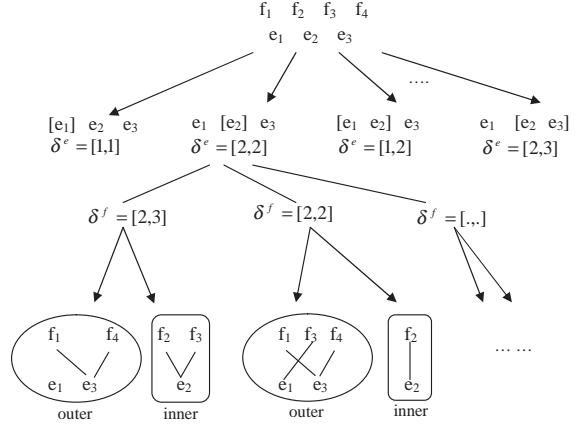 f₁ f₂ f₃ f₄
e₁ e₂ e₃
....
[e₁] e₂ e₃ e₁ [e₂] e₃ [e₁ e₂] e₃ e₁ [e₂ e₃]
δᵉ = [1,1] δᵉ = [2,2] δᵉ = [1,2] δᵉ = [2,3]
δᶠ = [2,3] δᶠ = [2,2] δᶠ = [.,.]
f₁ f₄ f₂ f₃ f₁ f₃ f₄ f₂ ... ...
e₁ e₃ e₂ e₁ e₃ e₂
outer inner outer inner